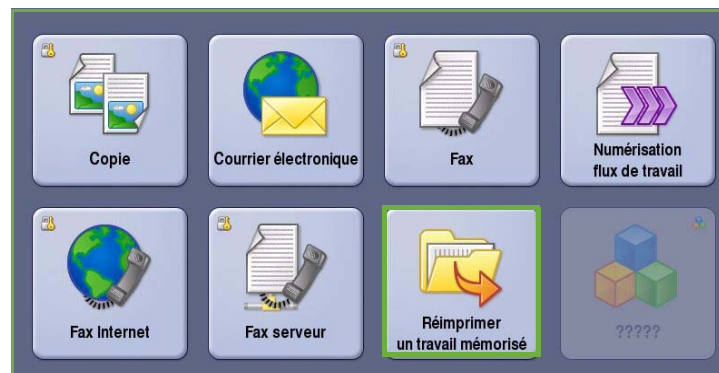 Copie
Courrier électronique
Fax
Numérisation
flux de travail
Fax Internet
Fax serveur
Réimprimer
un travail mémorisé
?????